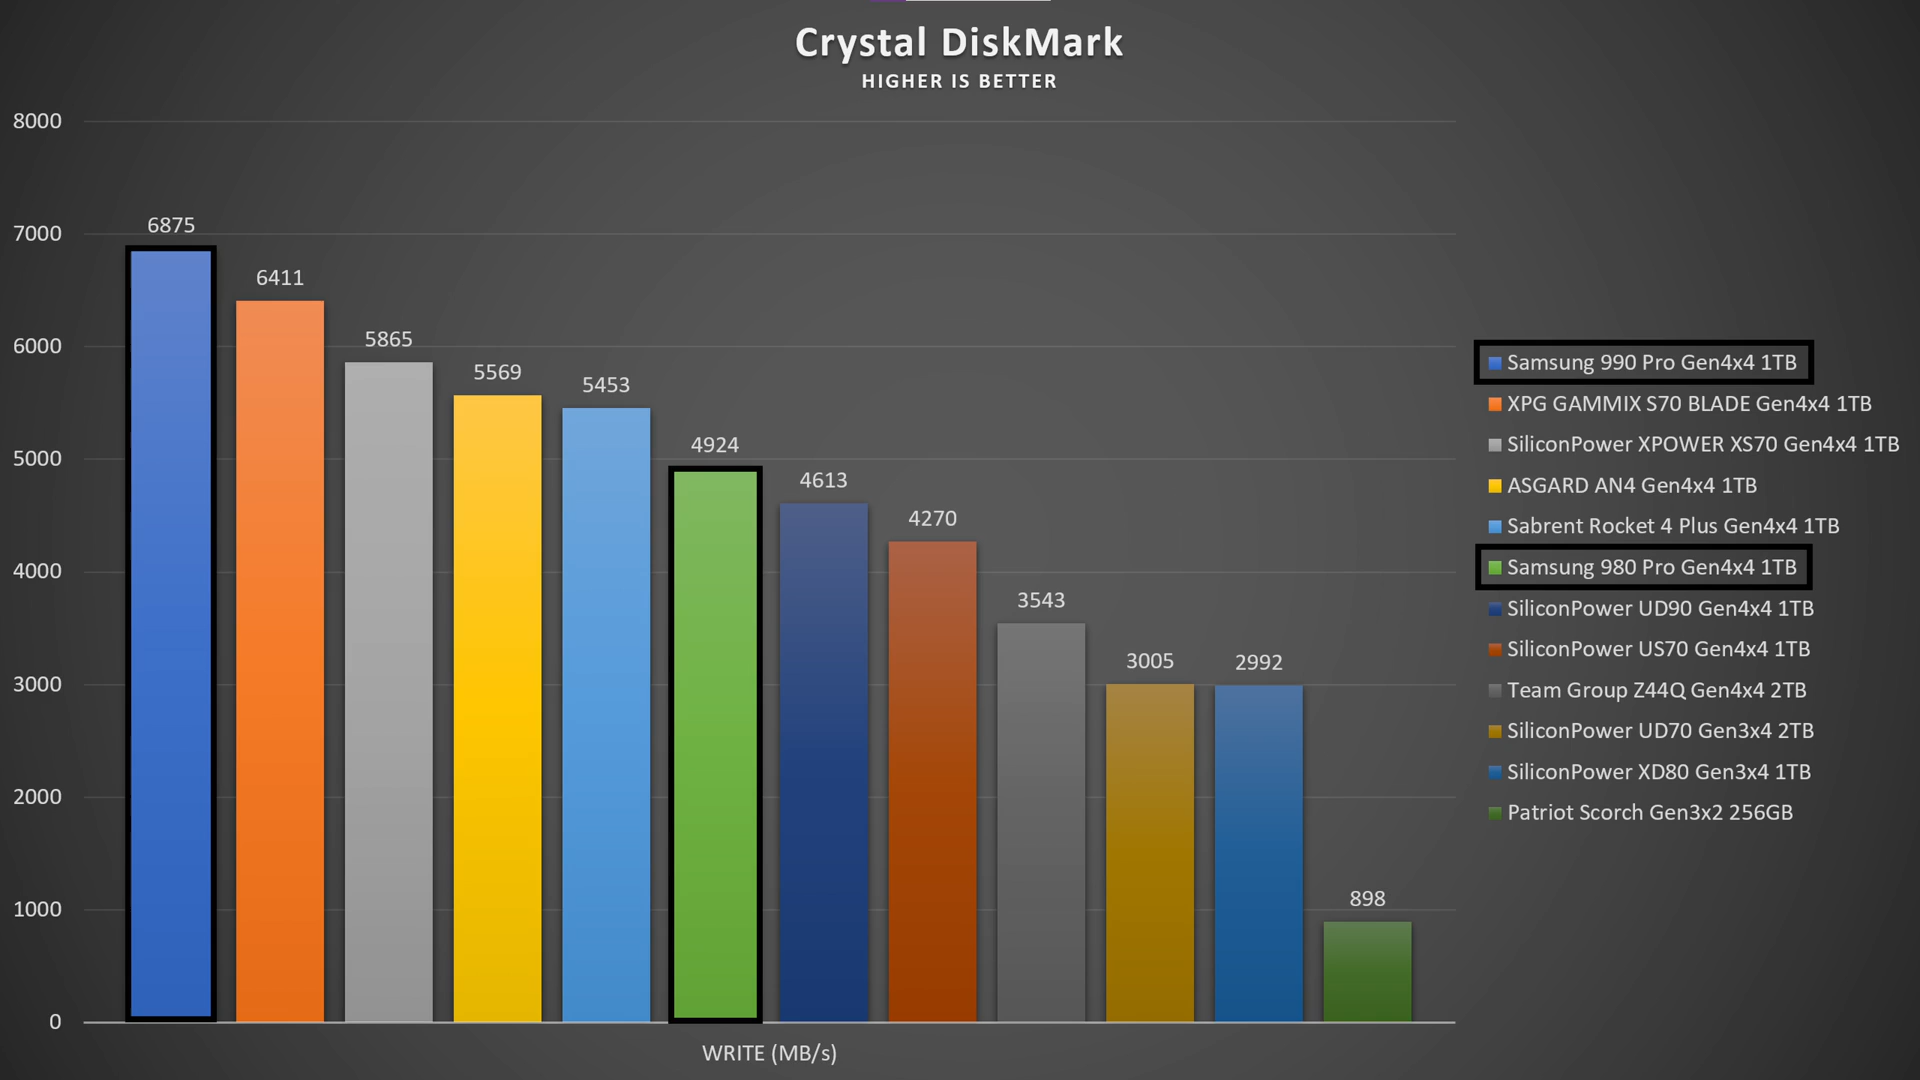 Crystal DiskMark
HIGHER IS BETTER
8000
7000
6000
5000
4000
3000
2000
1000
0
6875
6411
5865
5569
5453
4924
4613
4270
3543
3005
2992
898
WRITE (MB/s)
Samsung 990 Pro Gen4x4 1TB
XPG GAMMIX S70 BLADE Gen4x4 1TB
SiliconPower XPOWER XS70 Gen4x4 1TB
ASGARD AN4 Gen4x4 1TB
Sabrent Rocket 4 Plus Gen4x4 1TB
Samsung 980 Pro Gen4x4 1TB
SiliconPower UD90 Gen4x4 1TB
SiliconPower US70 Gen4x4 1TB
Team Group Z44Q Gen4x4 2TB
SiliconPower UD70 Gen3x4 2TB
SiliconPower XD80 Gen3x4 1TB
Patriot Scorch Gen3x2 256GB